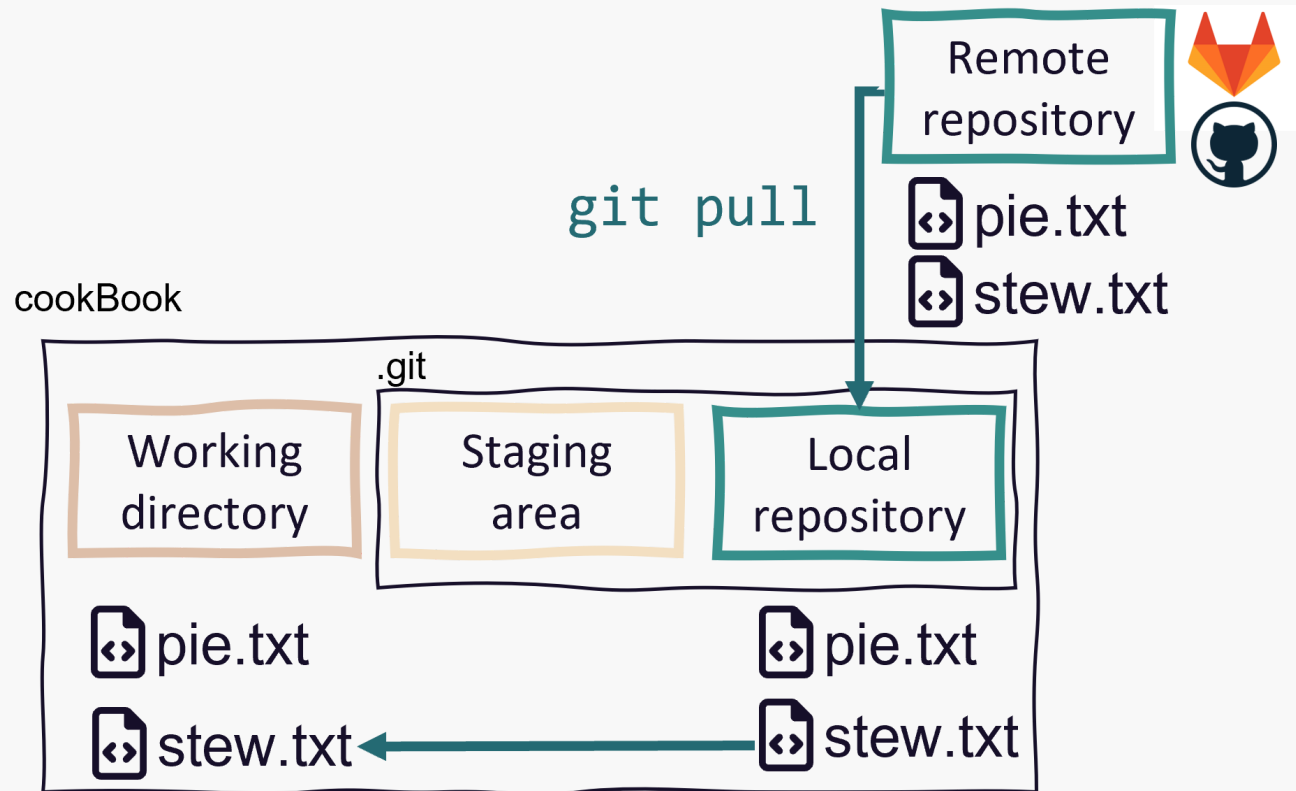 Remote
repository
git pull
pie.txt
stew.txt
cookBook
.git
Working
directory
Staging
area
Local
repository
pie.txt
pie.txt
stew.txt
stew.txt